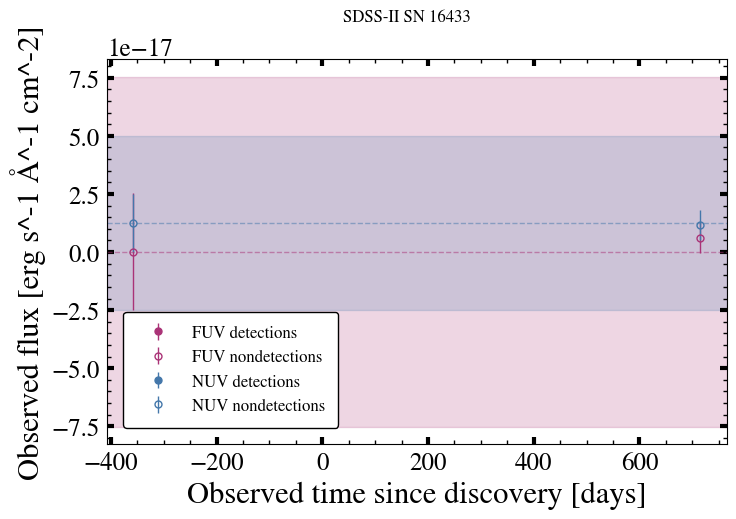 SDSS-II SN 16433
1e−17
7.5
5.0
2.5
0.0
−2.5
−5.0
−7.5
Observed flux [erg s^-1 Å^-1 cm^-2]
FUV detections
FUV nondetections
NUV detections
NUV nondetections
−400 −200 0 200 400 600
Observed time since discovery [days]